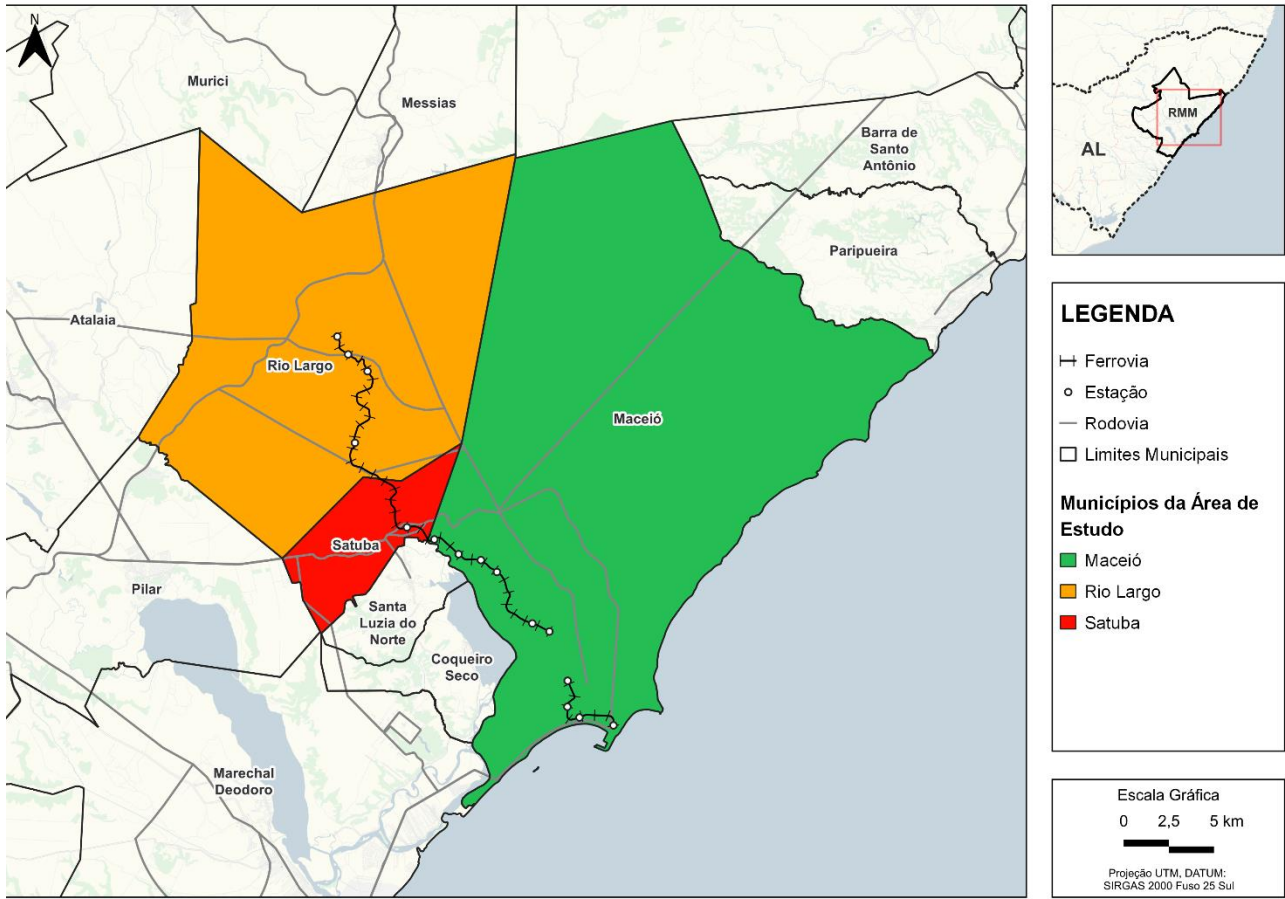 N
Murici
Messias
Barra de
Santo
Antônio
Paripueira
Atalaia
Rio Largo
Maceió
Satuba
Pilar
Santa
Luzia do
Norte
Coqueiro
Seco
Marechal
Deodoro
RMM
AL
LEGENDA
Ferrovia
Estação
Rodovia
Limites Municipais
Municípios da Área de
Estudo
Maceió
Rio Largo
Satuba
Escala Gráfica
0 2,5 5 km
Projeção UTM, DATUM:
SIRGAS 2000 Fuso 25 Sul